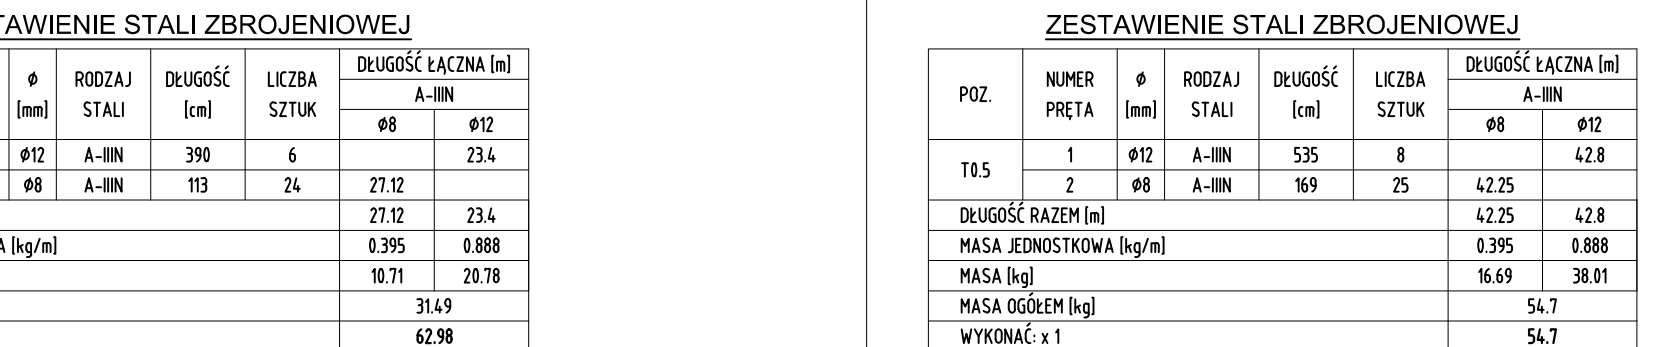 TAWIENIE STALI ZBROJENIOWEJ
ϕ [mm] RODZAJ STALI DŁUGOŚĆ [cm] LICZBA SZTUK DŁUGOŚĆ ŁĄCZNA [m]
A-IIIN
ϕ8 ϕ12
ϕ12 A-IIIN 390 6 23.4
ϕ8 A-IIIN 113 24 27.12
27.12 23.4
A [kg/m] 0.395 0.888
10.71 20.78
31.49
62.98
ZESTAWIENIE STALI ZBROJENIOWEJ
POZ. NUMER PRĘTA ϕ [mm] RODZAJ STALI DŁUGOŚĆ [cm] LICZBA SZTUK DŁUGOŚĆ ŁĄCZNA [m]
A-IIIN
ϕ8 ϕ12
T0.5 1 ϕ12 A-IIIN 535 8 42.8
2 ϕ8 A-IIIN 169 25 42.25
DŁUGOŚĆ RAZEM [m] 42.25 42.8
MASA JEDNOSTKOWA [kg/m] 0.395 0.888
MASA [kg] 16.69 38.01
MASA OGÓŁEM [kg] 54.7
WYKONAĆ: x 1 54.7